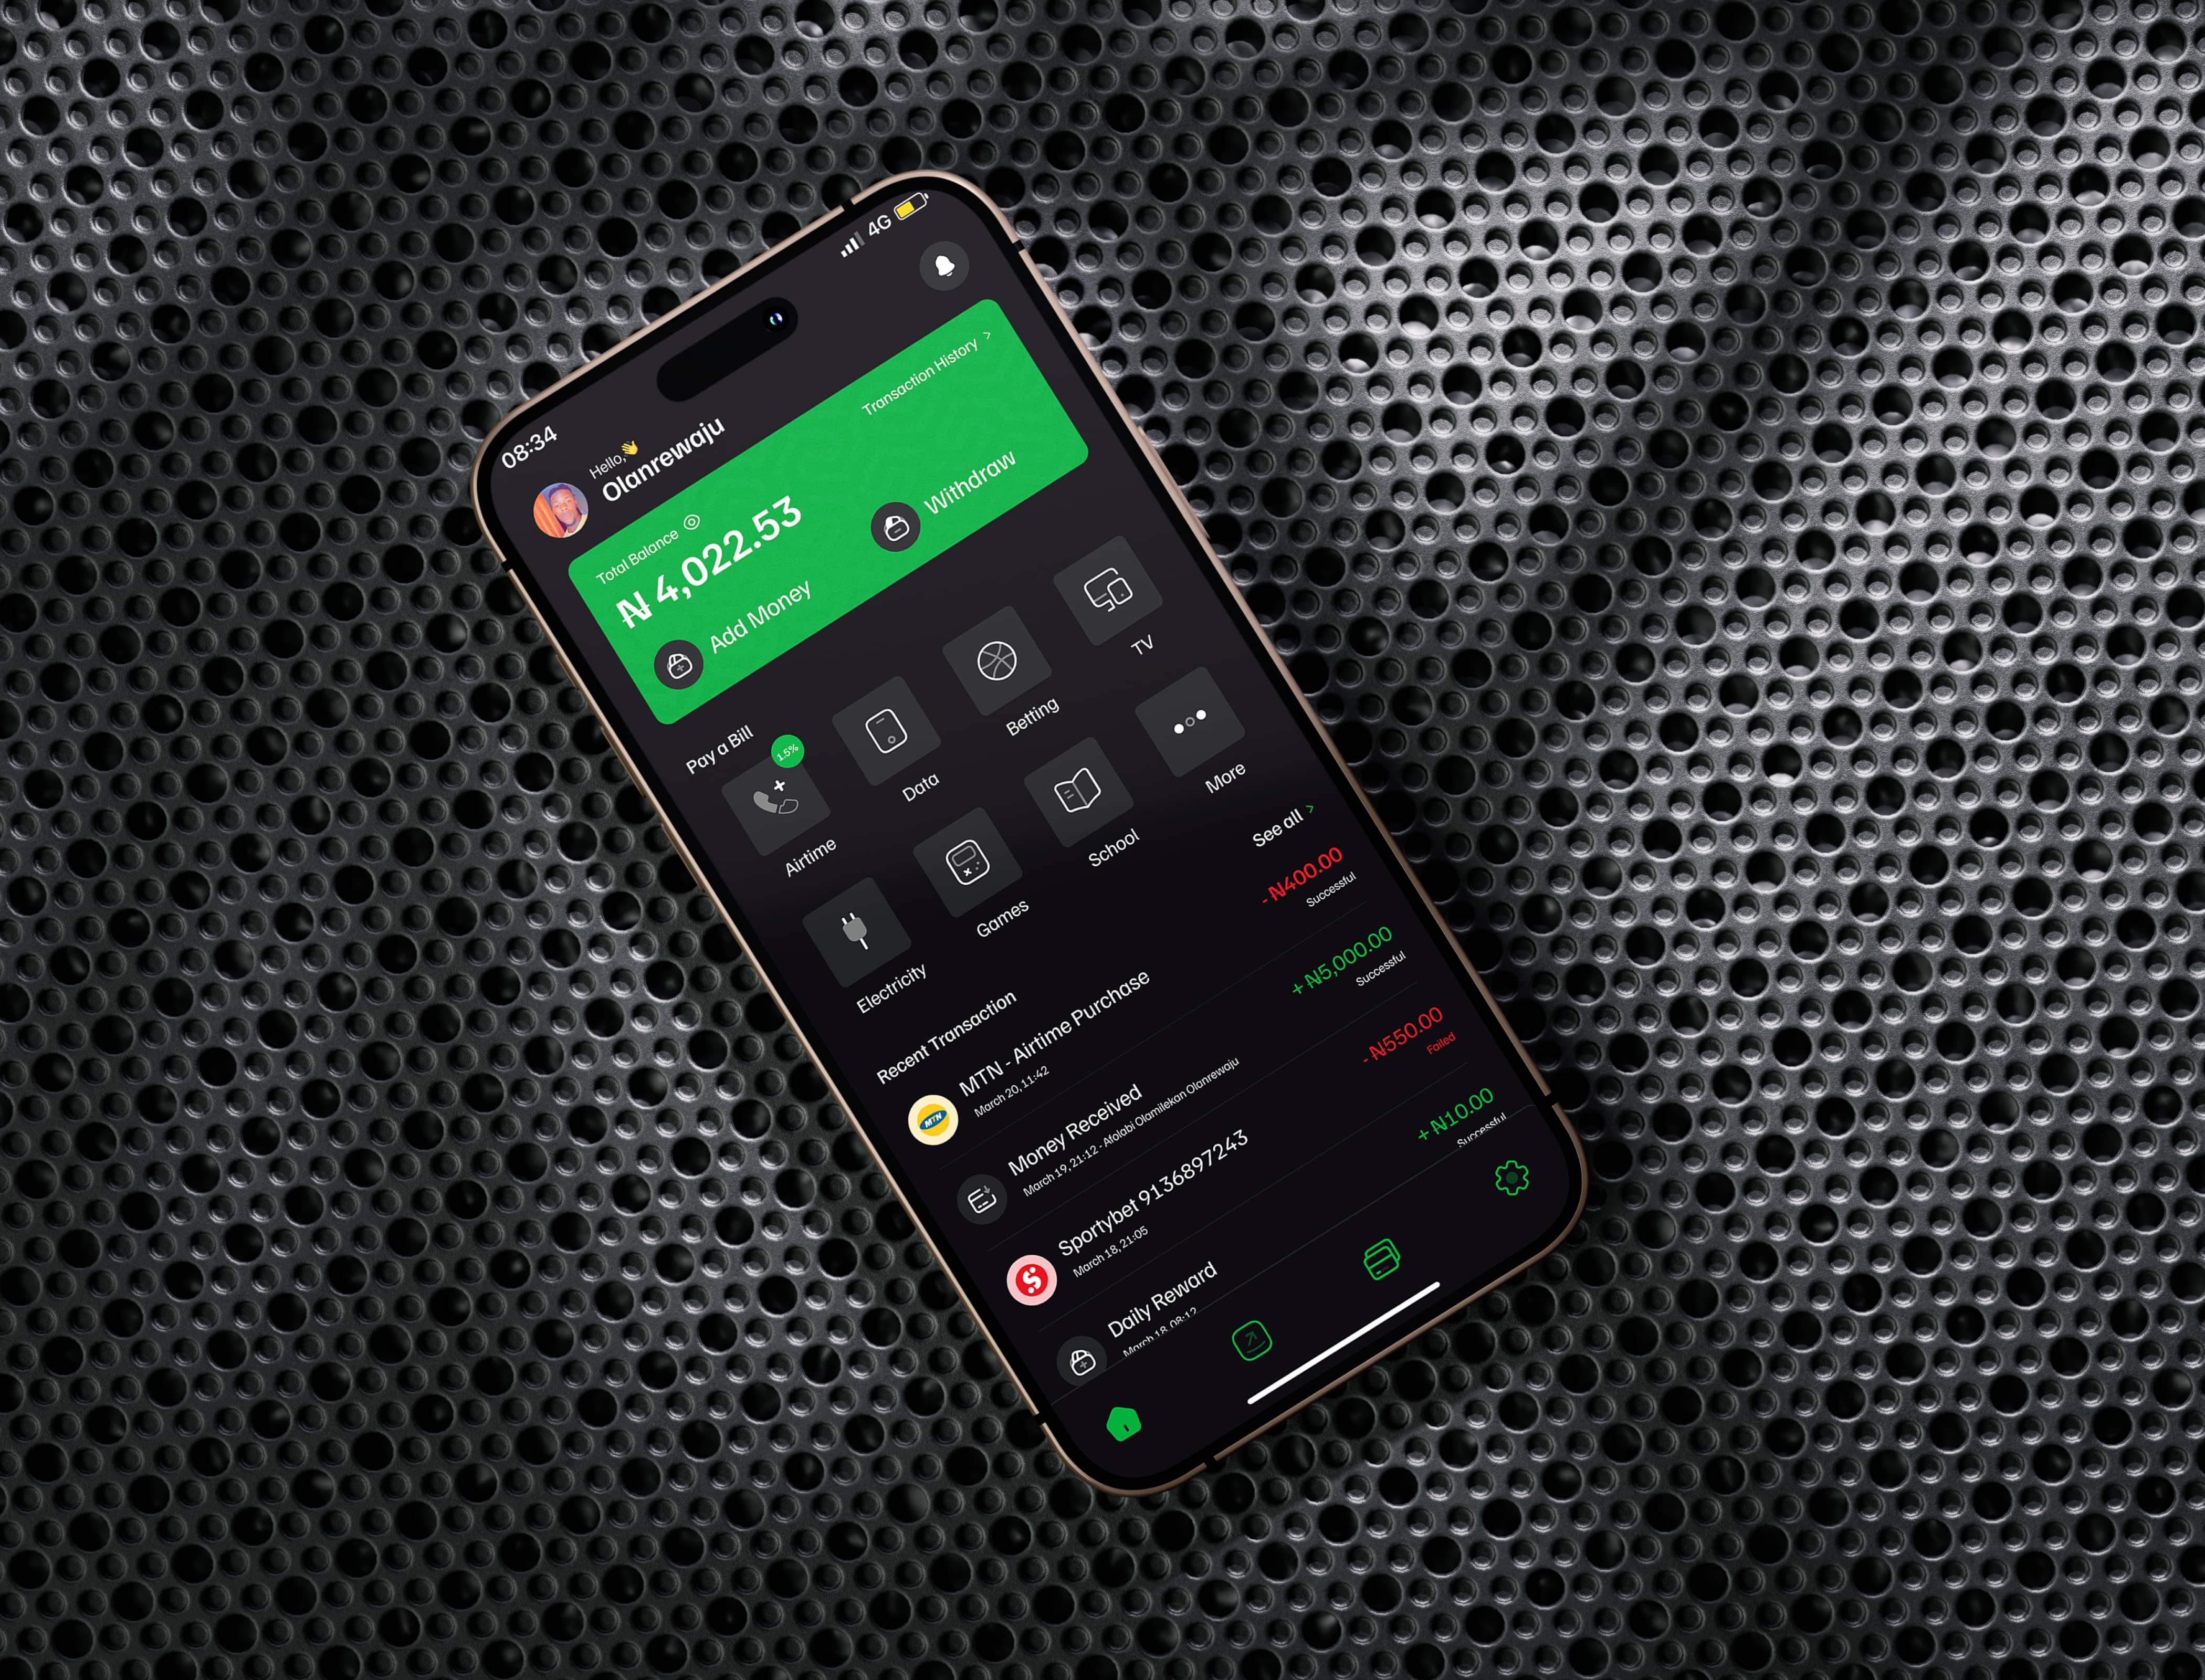 08:34
4G
Hello,👋
Olanrewaju
Total Balance
Transaction History >
₦ 4,022.53
Add Money
Withdraw
Pay a Bill
1.5%
Airtime
Data
Betting
TV
Electricity
Games
School
More
Recent Transaction
See all >
MTN
MTN - Airtime Purchase
- ₦400.00
March 20, 11:42
Successful
Money Received
+ ₦5,000.00
March 19, 21:12 - Afolabi Olamilekan Olanrewaju
Successful
Sportybet 9136897243
- ₦550.00
March 18, 21:05
Failed
Daily Reward
+ ₦10.00
March 18, 08:12
Successful